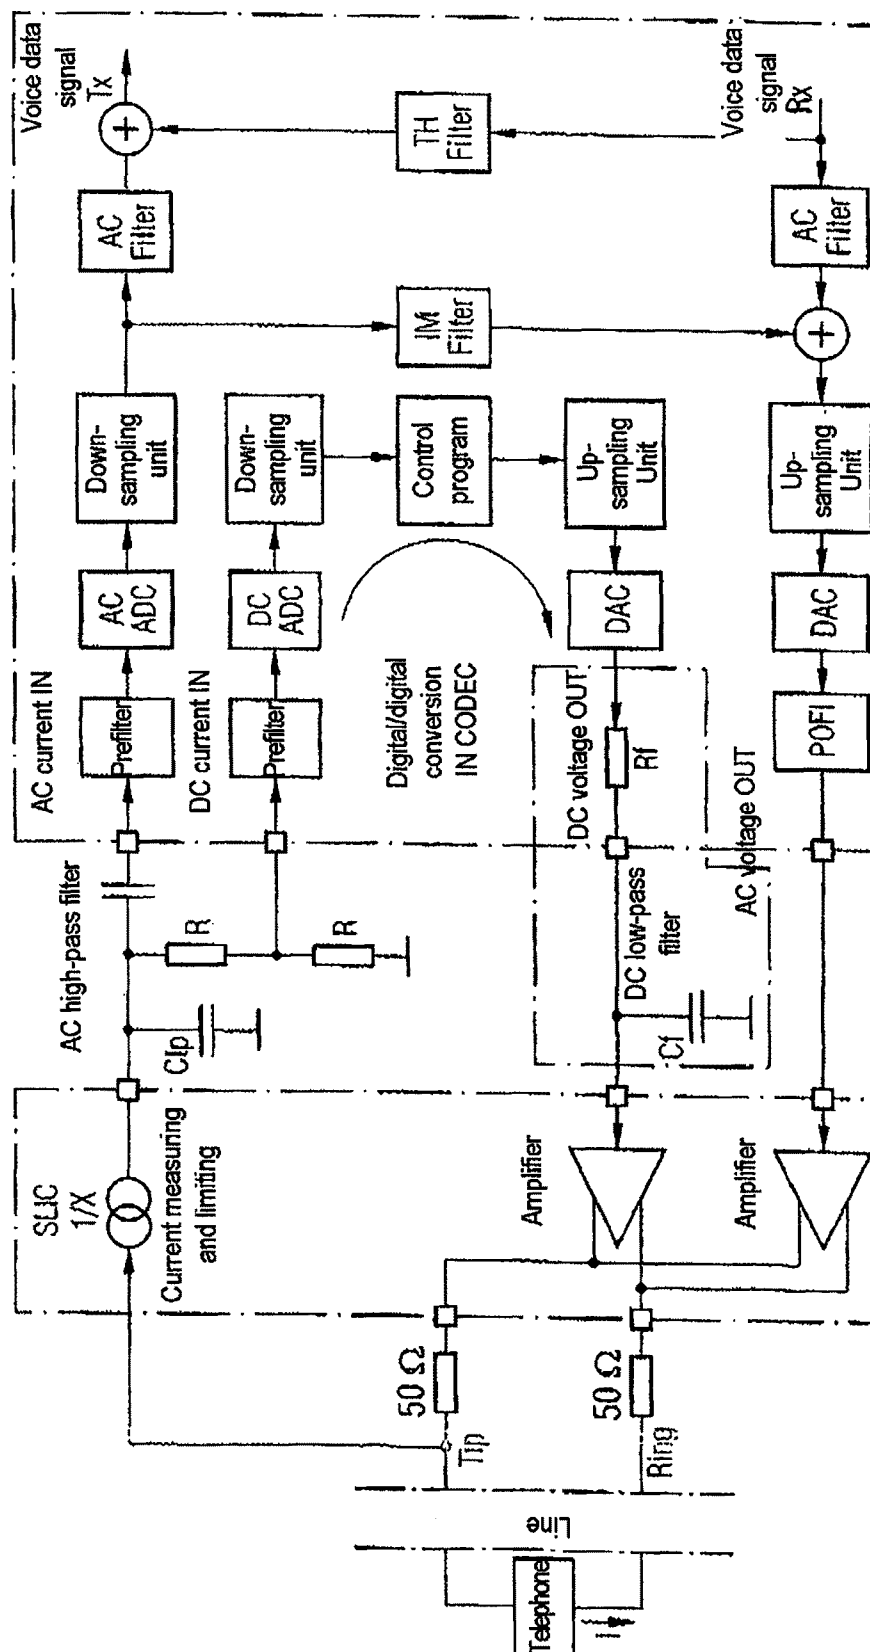 Telephone
I
Line
Tip
Ring
50 Ω
50 Ω
SLIC
1/X
Current measuring
and limiting
Amplifier
Amplifier
AC high-pass filter
Clp
R
R
DC low-pass
filter
Cf
AC current IN
DC current IN
Prefilter
Prefilter
AC
ADC
DC
ADC
Down-
sampling
unit
Down-
sampling
unit
Digital/digital
conversion
IN CODEC
Control
program
DC voltage OUT
Rf
DAC
Up-
sampling
Unit
AC voltage OUT
POFI
DAC
Up-
sampling
Unit
IM
Filter
AC
Filter
TH
Filter
AC
Filter
+
+
Voice data
signal
Tx
Voice data
signal
Rx